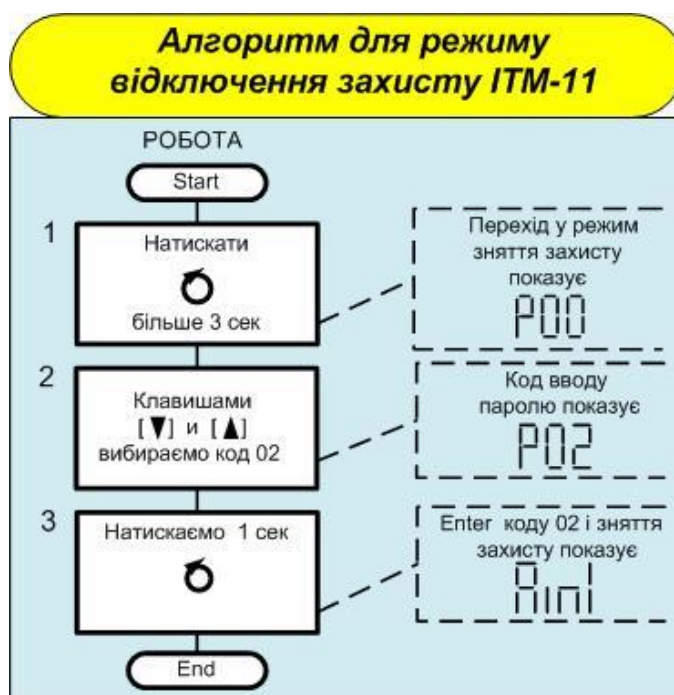 Алгоритм для режиму
відключення захисту ІТМ-11
РОБОТА
Start
1
Натискати
більше 3 сек
Перехід у режим
зняття захисту
показує
P00
2
Клавишами
[▼] и [▲]
вибираємо код 02
Код вводу
паролю показує
P02
3
Натискаємо 1 сек
Enter коду 02 і зняття
захисту показує
Ain1
End